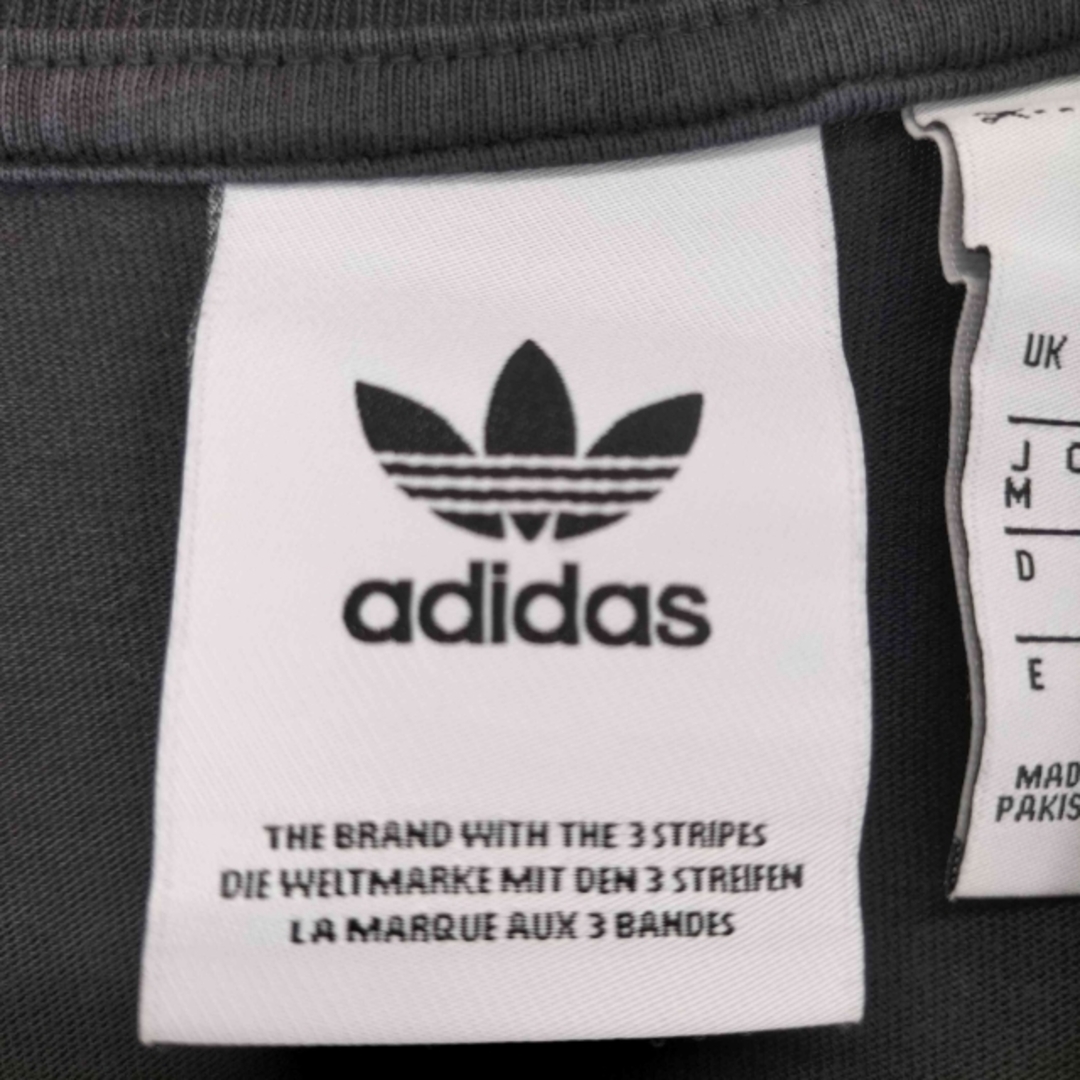 adidas
THE BRAND WITH THE 3 STRIPES
DIE WELTMARKE MIT DEN 3 STREIFEN
LA MARQUE AUX 3 BANDES
UK
J
M
D
E
MAD
PAKIS